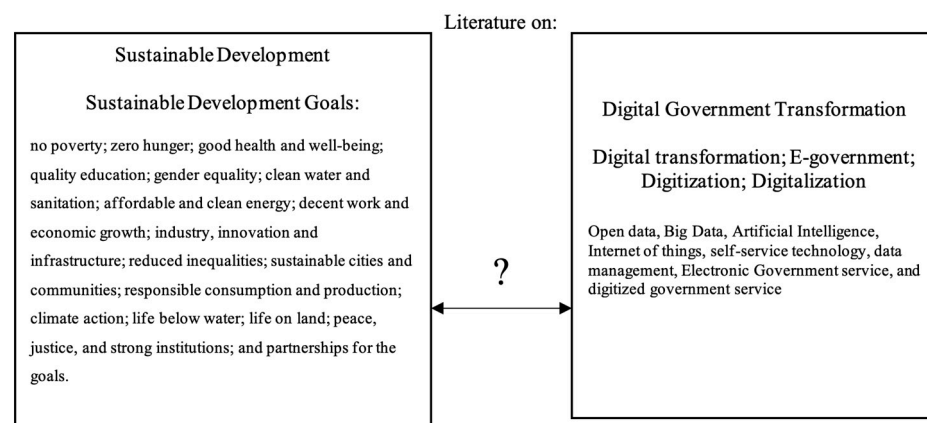 Literature on:
Sustainable Development
Sustainable Development Goals:
no poverty; zero hunger; good health and well-being;
quality education; gender equality; clean water and
sanitation; affordable and clean energy; decent work and
economic growth; industry, innovation and
infrastructure; reduced inequalities; sustainable cities and
communities; responsible consumption and production;
climate action; life below water; life on land; peace,
justice, and strong institutions; and partnerships for the
goals.
?
Digital Government Transformation
Digital transformation; E-government;
Digitization; Digitalization
Open data, Big Data, Artificial Intelligence,
Internet of things, self-service technology, data
management, Electronic Government service, and
digitized government service